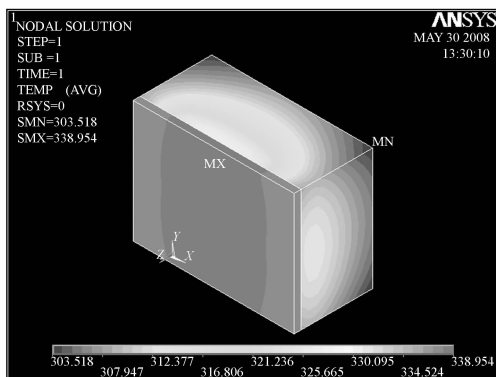 1
NODAL SOLUTION
STEP=1
SUB =1
TIME=1
TEMP (AVG)
RSYS=0
SMN=303.518
SMX=338.954
ANSYS
MAY 30 2008
13:30:10
MN
MX
Y
Z X
303.518 312.377 321.236 330.095 338.954
307.947 316.806 325.665 334.524